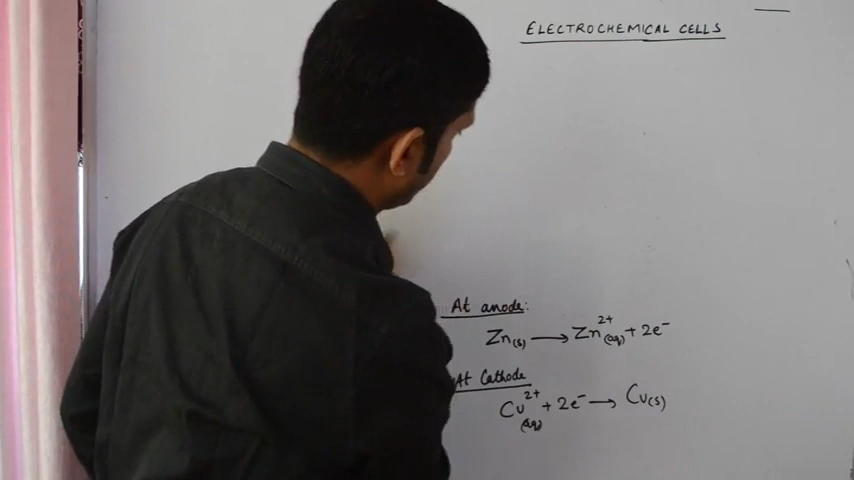 ELECTROCHEMICAL CELLS
At anode:
Zn(s) ⟶ Zn²⁺(aq) + 2e⁻
At Cathode
Cu²⁺(aq) + 2e⁻ ⟶ Cu(s)